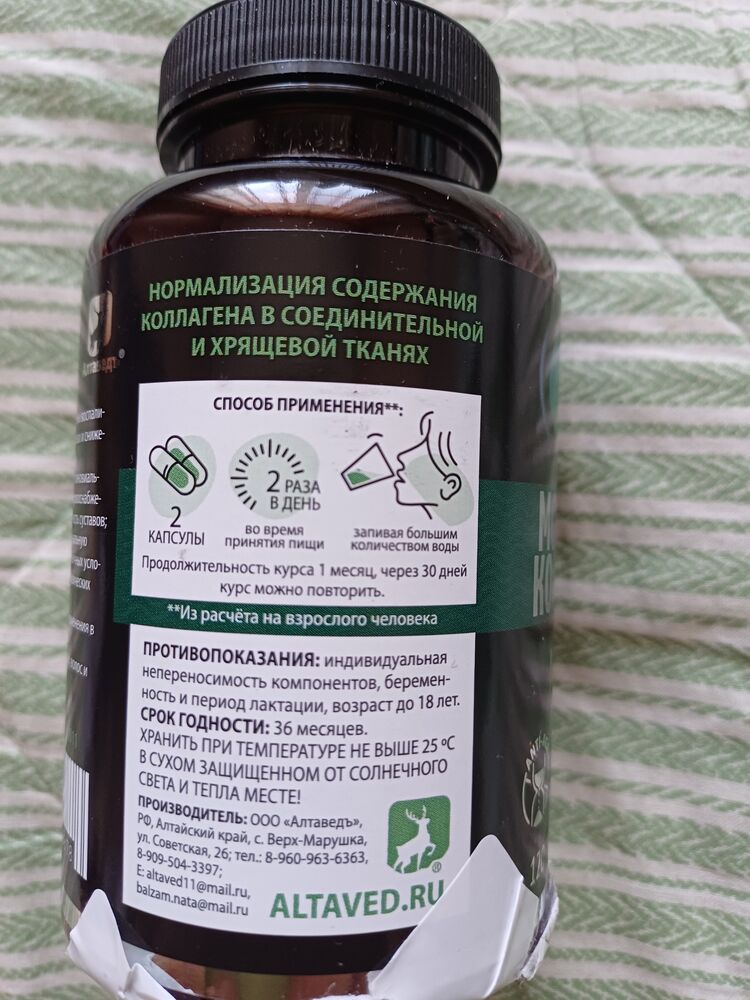 НОРМАЛИЗАЦИЯ СОДЕРЖАНИЯ
КОЛЛАГЕНА В СОЕДИНИТЕЛЬНОЙ
И ХРЯЩЕВОЙ ТКАНЯХ
СПОСОБ ПРИМЕНЕНИЯ**:
2
КАПСУЛЫ
2 РАЗА
В ДЕНЬ
во время
принятия пищи
запивая большим
количеством воды
Продолжительность курса 1 месяц, через 30 дней
курс можно повторить.
**Из расчёта на взрослого человека
ПРОТИВОПОКАЗАНИЯ: индивидуальная
непереносимость компонентов, беремен-
ность и период лактации, возраст до 18 лет.
СРОК ГОДНОСТИ: 36 месяцев.
ХРАНИТЬ ПРИ ТЕМПЕРАТУРЕ НЕ ВЫШЕ 25 ºС
В СУХОМ ЗАЩИЩЕННОМ ОТ СОЛНЕЧНОГО
СВЕТА И ТЕПЛА МЕСТЕ!
ПРОИЗВОДИТЕЛЬ: ООО «Алтаведъ»,
РФ, Алтайский край, с. Верх-Марушка,
ул. Советская, 26; тел.: 8-960-963-6363,
8-909-504-3397;
E: altaved11@mail.ru,
balzam.nata@mail.ru
ALTAVED.RU
Алтаведъ®